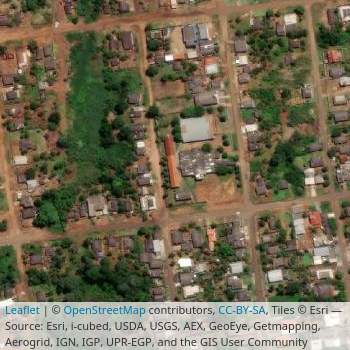 Leaflet | © OpenStreetMap contributors, CC-BY-SA, Tiles © Esri —
Source: Esri, i-cubed, USDA, USGS, AEX, GeoEye, Getmapping,
Aerogrid, IGN, IGP, UPR-EGP, and the GIS User Community